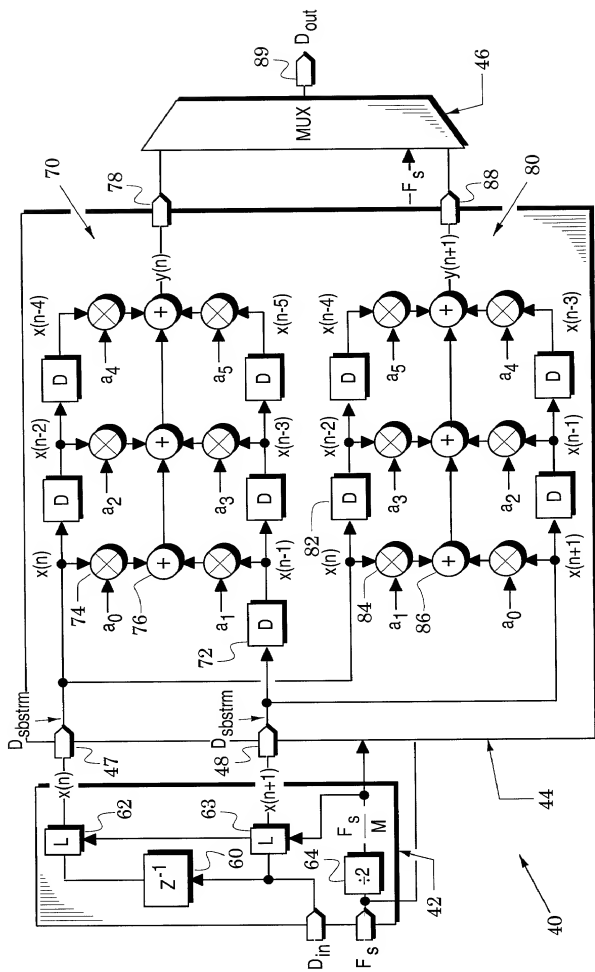 D_in
F_s
42
40
64
÷2
F_s
M
60
Z^-1
63
L
62
L
x(n)
x(n+1)
47
48
D_sbstrm
D_sbstrm
44
70
x(n)
x(n-2)
x(n-4)
D
D
74
a_0
a_2
a_4
76
+
+
+
y(n)
78
a_1
a_3
a_5
72
D
D
D
x(n-1)
x(n-3)
x(n-5)
82
x(n)
x(n-2)
x(n-4)
D
D
84
a_1
a_3
a_5
86
+
+
+
y(n+1)
88
a_0
a_2
a_4
D
D
x(n+1)
x(n-1)
x(n-3)
80
MUX
F_s
46
89
D_out